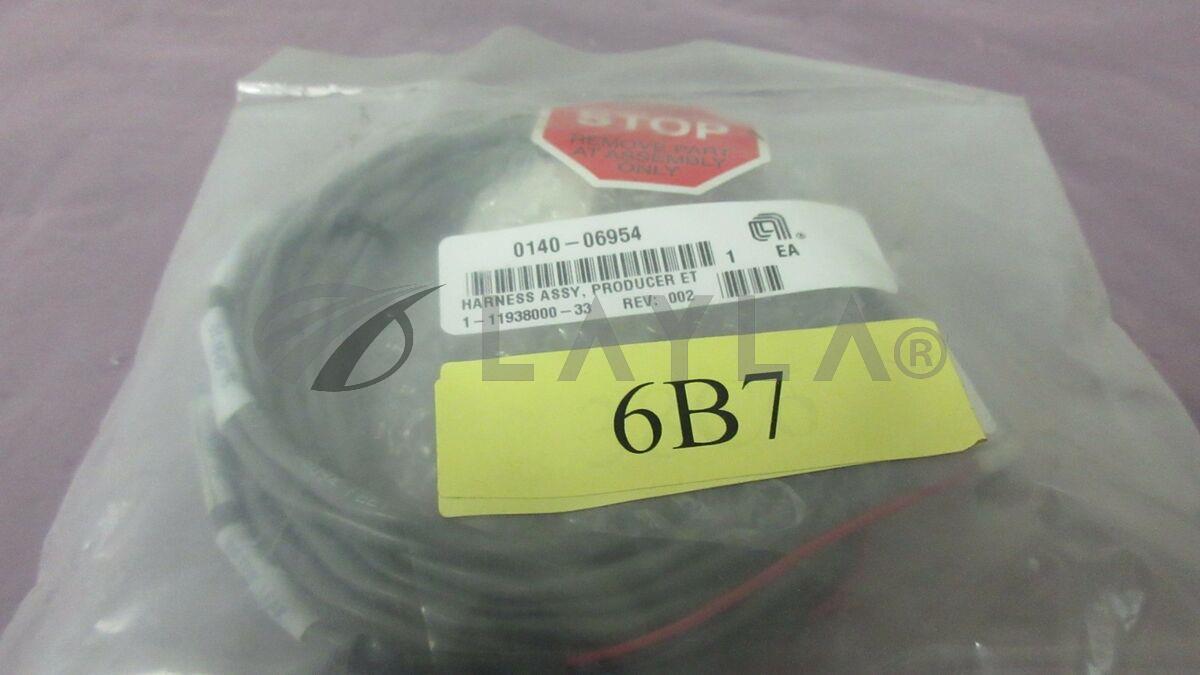 STOP
REMOVE PART
AT ASSEMBLY
ONLY
0140-06954
1 EA
HARNESS ASSY, PRODUCER ET
1-11938000-33 REV: 002
LAYLA®
6B7